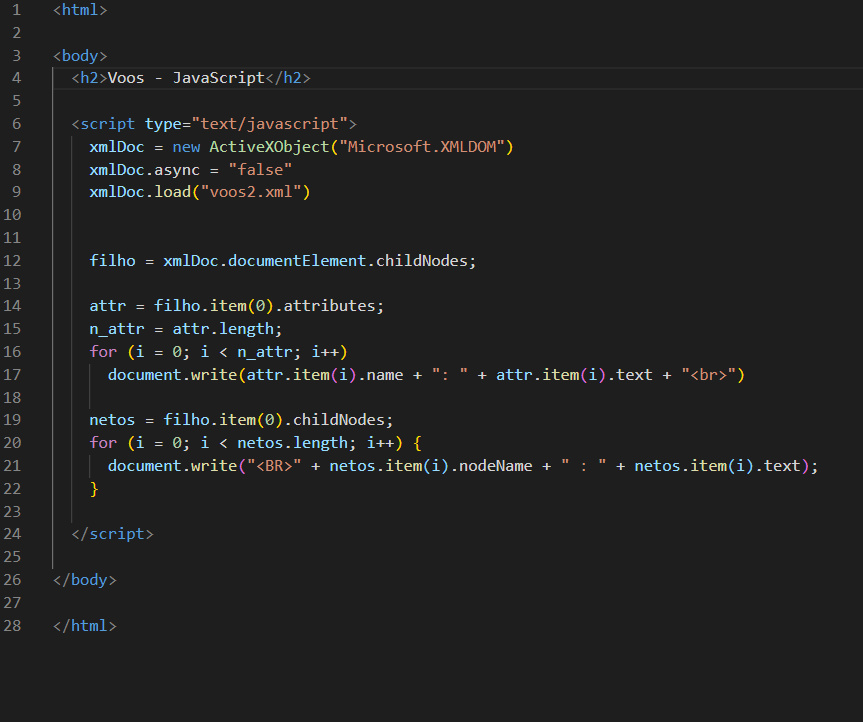 1 <html>
2
3 <body>
4   <h2>Voos - JavaScript</h2>
5
6   <script type="text/javascript">
7     xmlDoc = new ActiveXObject("Microsoft.XMLDOM")
8     xmlDoc.async = "false"
9     xmlDoc.load("voos2.xml")
10
11
12     filho = xmlDoc.documentElement.childNodes;
13
14     attr = filho.item(0).attributes;
15     n_attr = attr.length;
16     for (i = 0; i < n_attr; i++)
17       document.write(attr.item(i).name + ": " + attr.item(i).text + "<br>")
18
19     netos = filho.item(0).childNodes;
20     for (i = 0; i < netos.length; i++) {
21       document.write("<BR>" + netos.item(i).nodeName + " : " + netos.item(i).text);
22     }
23
24   </script>
25
26 </body>
27
28 </html>